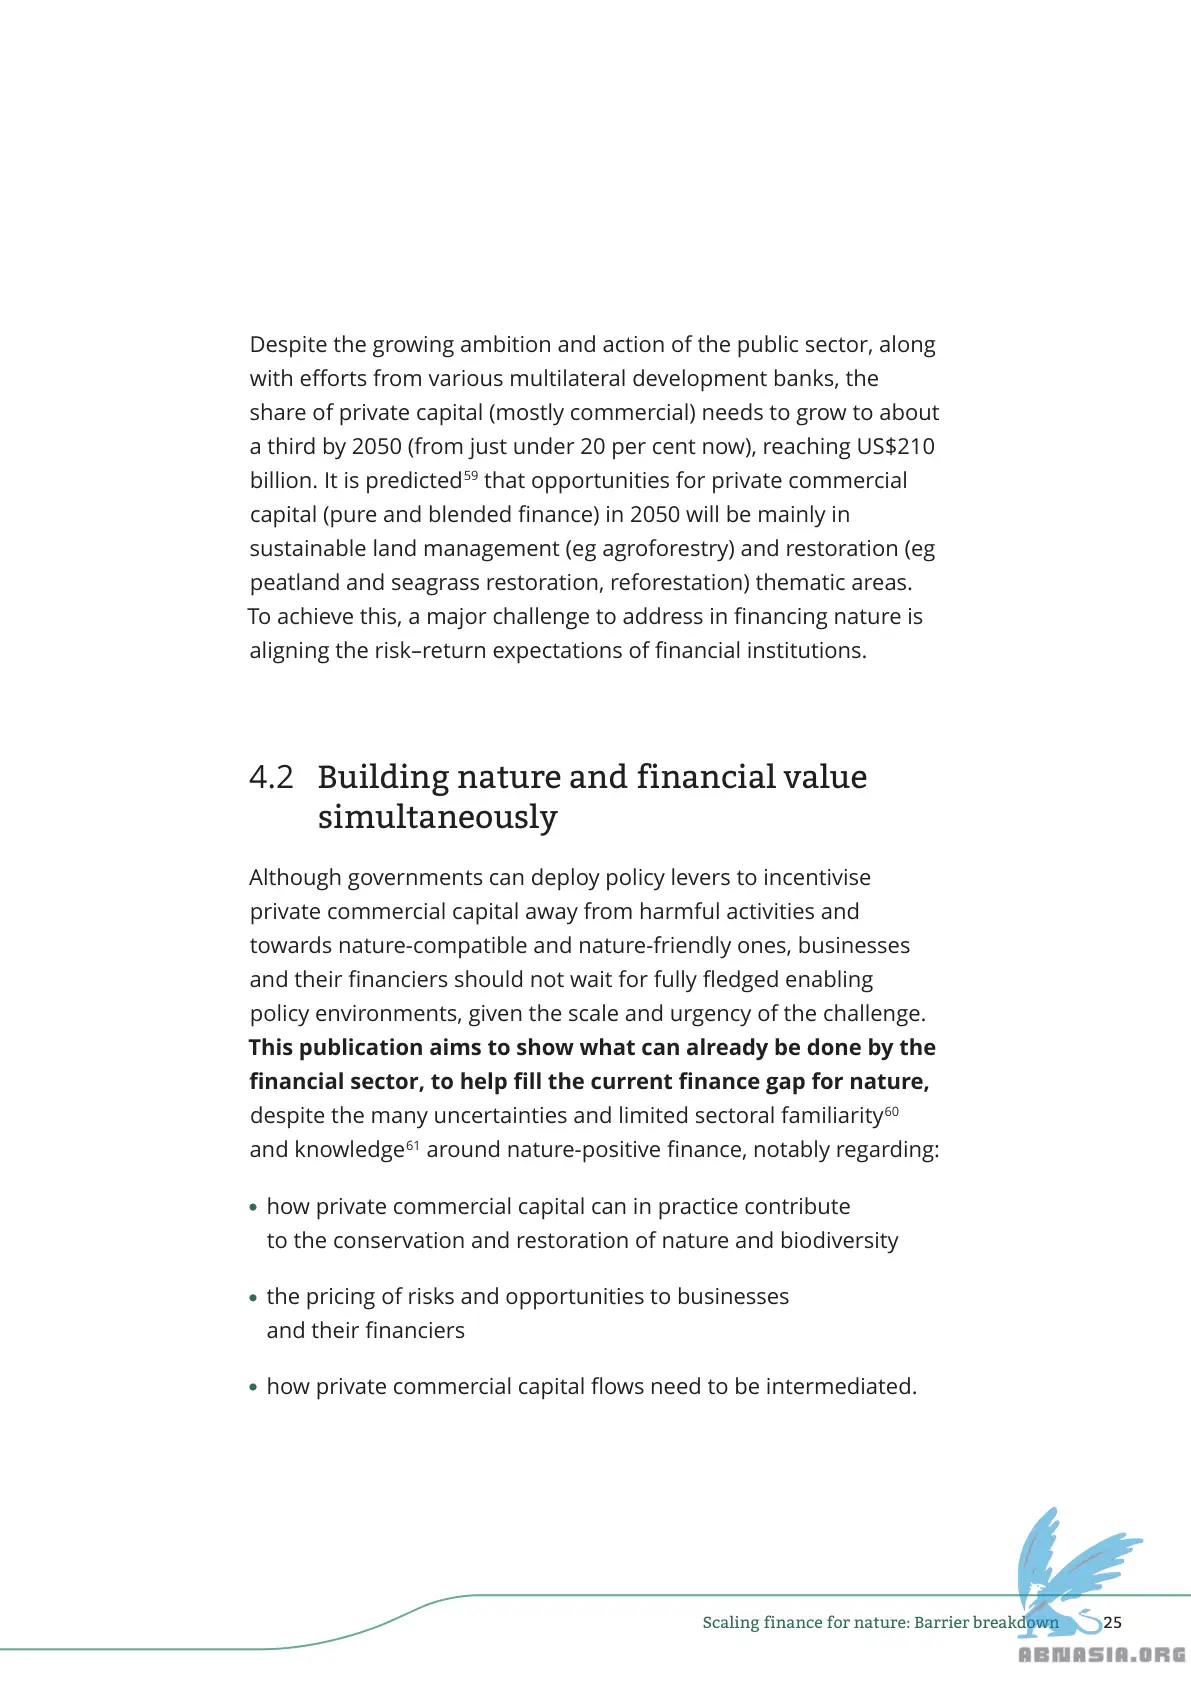 Despite the growing ambition and action of the public sector, along
with efforts from various multilateral development banks, the
share of private capital (mostly commercial) needs to grow to about
a third by 2050 (from just under 20 per cent now), reaching US$210
billion. It is predicted59 that opportunities for private commercial
capital (pure and blended finance) in 2050 will be mainly in
sustainable land management (eg agroforestry) and restoration (eg
peatland and seagrass restoration, reforestation) thematic areas.
To achieve this, a major challenge to address in financing nature is
aligning the risk–return expectations of financial institutions.
4.2 Building nature and financial value
simultaneously
Although governments can deploy policy levers to incentivise
private commercial capital away from harmful activities and
towards nature-compatible and nature-friendly ones, businesses
and their financiers should not wait for fully fledged enabling
policy environments, given the scale and urgency of the challenge.
This publication aims to show what can already be done by the
financial sector, to help fill the current finance gap for nature,
despite the many uncertainties and limited sectoral familiarity60
and knowledge61 around nature-positive finance, notably regarding:
• how private commercial capital can in practice contribute
to the conservation and restoration of nature and biodiversity
• the pricing of risks and opportunities to businesses
and their financiers
• how private commercial capital flows need to be intermediated.
Scaling finance for nature: Barrier breakdown 25
ABNASIA.ORG